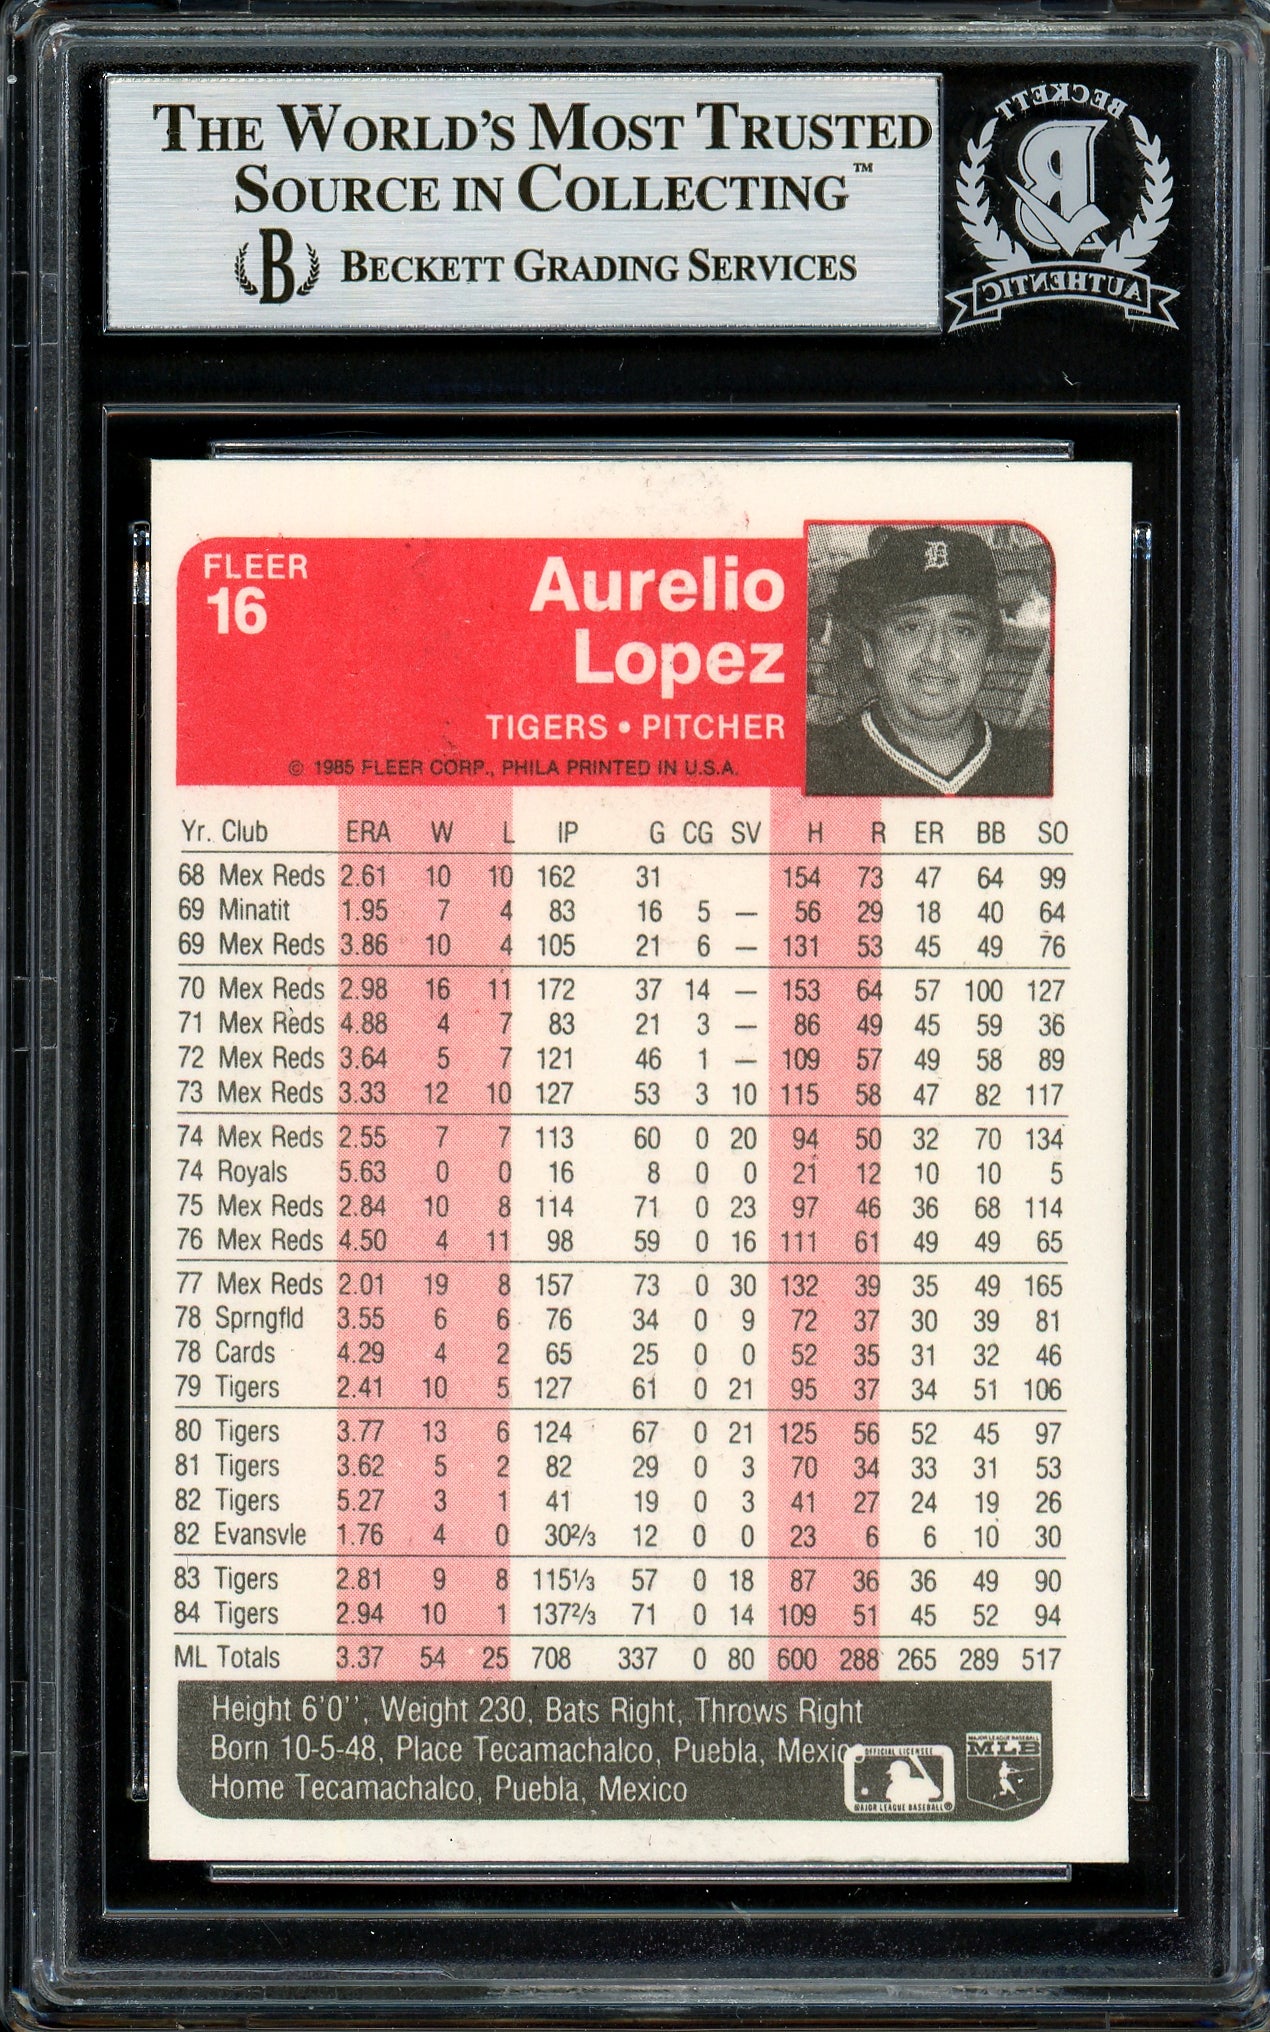 THE WORLD'S MOST TRUSTED
SOURCE IN COLLECTING™
B BECKETT GRADING SERVICES
BECKETT
B
AUTHENTIC
FLEER
16
Aurelio
Lopez
TIGERS • PITCHER
© 1985 FLEER CORP., PHILA PRINTED IN U.S.A.
D
Yr. Club ERA W L IP G CG SV H R ER BB SO
68 Mex Reds 2.61 10 10 162 31 154 73 47 64 99
69 Minatit 1.95 7 4 83 16 5 — 56 29 18 40 64
69 Mex Reds 3.86 10 4 105 21 6 — 131 53 45 49 76
70 Mex Reds 2.98 16 11 172 37 14 — 153 64 57 100 127
71 Mex Reds 4.88 4 7 83 21 3 — 86 49 45 59 36
72 Mex Reds 3.64 5 7 121 46 1 — 109 57 49 58 89
73 Mex Reds 3.33 12 10 127 53 3 10 115 58 47 82 117
74 Mex Reds 2.55 7 7 113 60 0 20 94 50 32 70 134
74 Royals 5.63 0 0 16 8 0 0 21 12 10 10 5
75 Mex Reds 2.84 10 8 114 71 0 23 97 46 36 68 114
76 Mex Reds 4.50 4 11 98 59 0 16 111 61 49 49 65
77 Mex Reds 2.01 19 8 157 73 0 30 132 39 35 49 165
78 Sprngfld 3.55 6 6 76 34 0 9 72 37 30 39 81
78 Cards 4.29 4 2 65 25 0 0 52 35 31 32 46
79 Tigers 2.41 10 5 127 61 0 21 95 37 34 51 106
80 Tigers 3.77 13 6 124 67 0 21 125 56 52 45 97
81 Tigers 3.62 5 2 82 29 0 3 70 34 33 31 53
82 Tigers 5.27 3 1 41 19 0 3 41 27 24 19 26
82 Evansvle 1.76 4 0 30⅔ 12 0 0 23 6 6 10 30
83 Tigers 2.81 9 8 115⅓ 57 0 18 87 36 36 49 90
84 Tigers 2.94 10 1 137⅔ 71 0 14 109 51 45 52 94
ML Totals 3.37 54 25 708 337 0 80 600 288 265 289 517
Height 6'0'', Weight 230, Bats Right, Throws Right
Born 10-5-48, Place Tecamachalco, Puebla, Mexico
Home Tecamachalco, Puebla, Mexico
OFFICIAL LICENSEE
MAJOR LEAGUE BASEBALL®
MAJOR LEAGUE BASEBALL
MLB